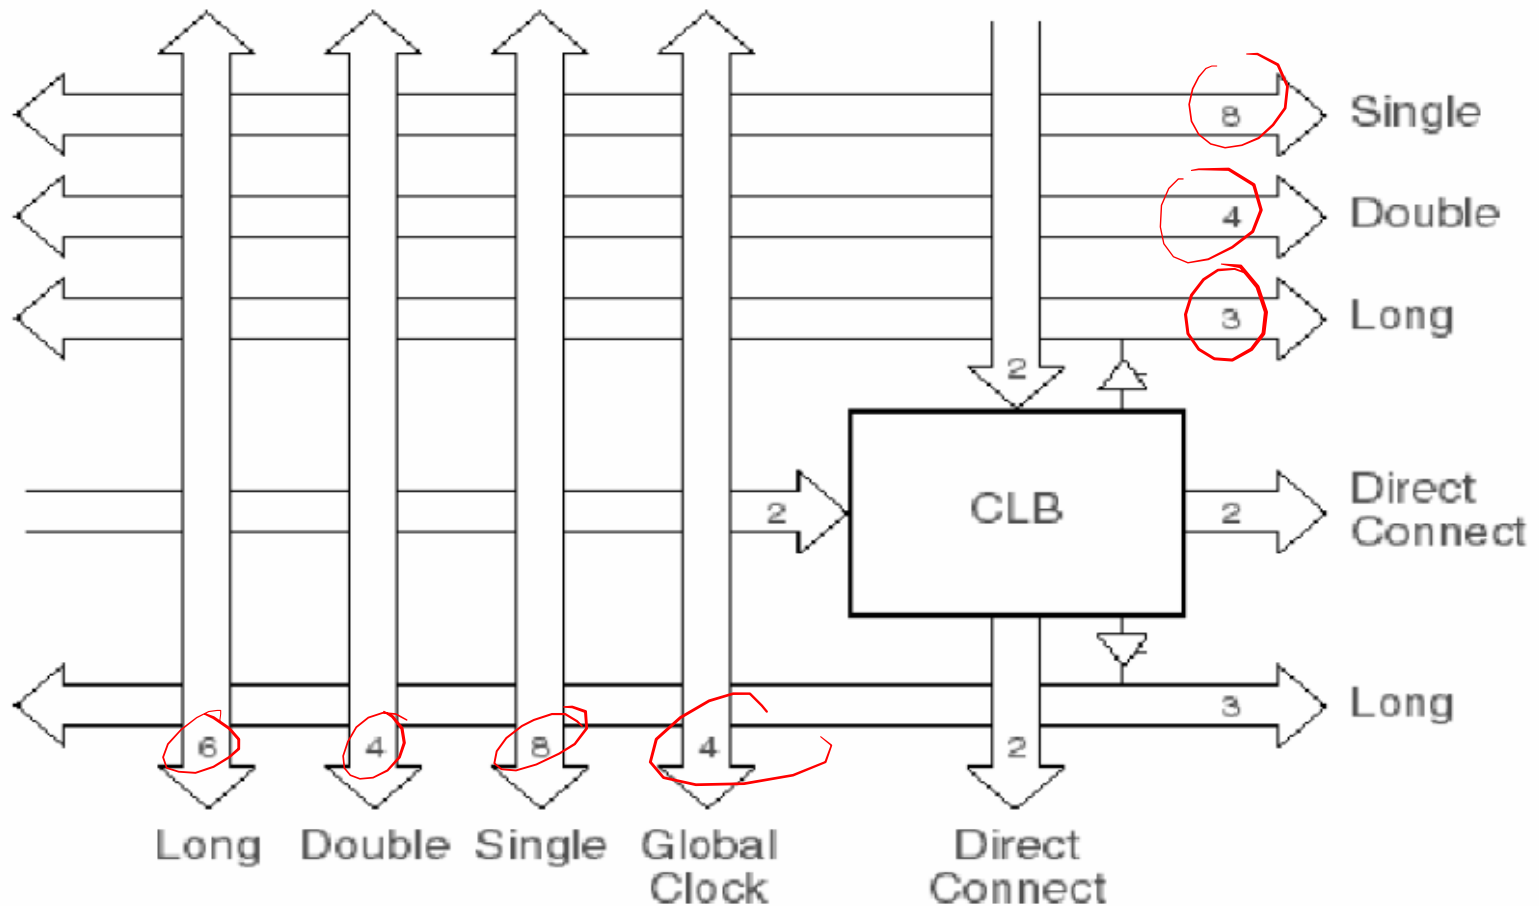 8 Single
4 Double
3 Long
2
2 CLB 2 Direct
Connect
3 Long
6 4 8 4 2
Long Double Single Global Direct
Clock Connect